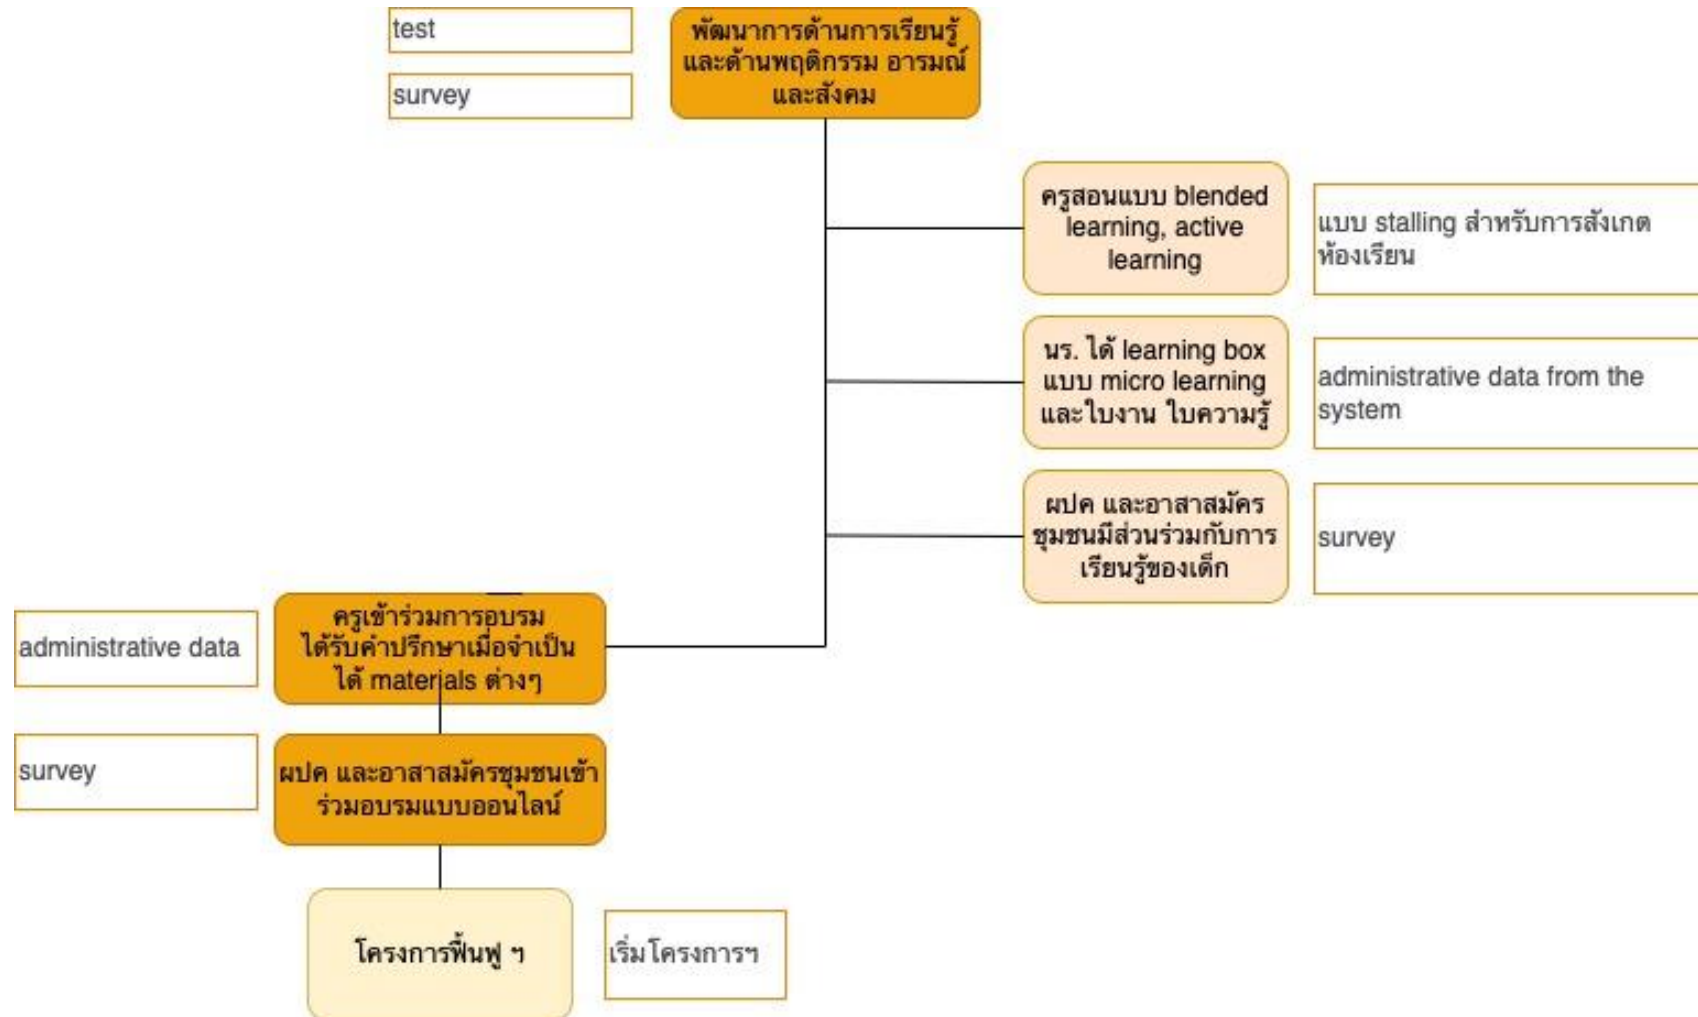 test
survey
พัฒนาการด้านการเรียนรู้
และด้านพฤติกรรม อารมณ์
และสังคม
ครูสอนแบบ blended
learning, active
learning
แบบ stalling สำหรับการสังเกต
ห้องเรียน
นร. ได้ learning box
แบบ micro learning
และใบงาน ใบความรู้
administrative data from the
system
ผปค และอาสาสมัคร
ชุมชนมีส่วนร่วมกับการ
เรียนรู้ของเด็ก
survey
administrative data
ครูเข้าร่วมการอบรม
ได้รับคำปรึกษาเมื่อจำเป็น
ได้ materials ต่างๆ
survey
ผปค และอาสาสมัครชุมชนเข้า
ร่วมอบรมแบบออนไลน์
โครงการฟื้นฟู ฯ
เริ่มโครงการฯ